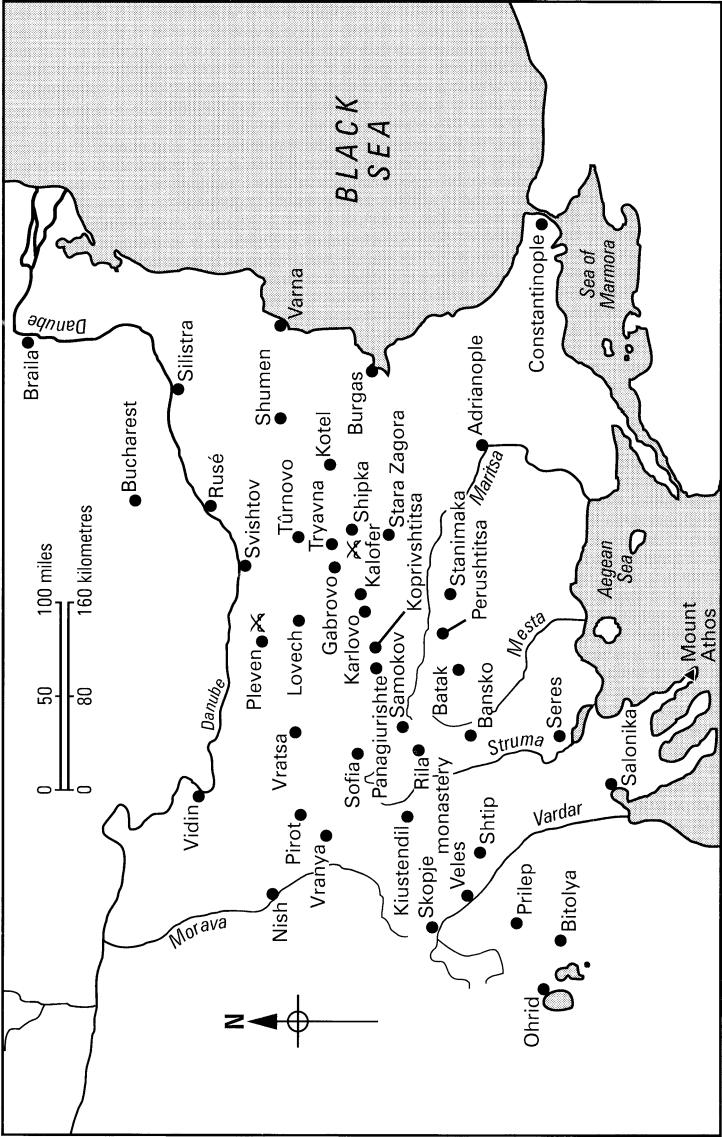 0 50 100 miles
0 80 160 kilometres
N
BLACK
SEA
Braila
Danube
Bucharest
Silistra
Rusé
Svishtov
Varna
Shumen
Danube
Vidin
Pleven
Lovech
Tŭrnovo
Tryavna
Kotel
Burgas
Vratsa
Gabrovo
Shipka
Kalofer
Karlovo
Stara Zagora
Koprivshtitsa
Morava
Nish
Pirot
Vranya
Sofia
Panagiurishte
Samokov
Maritsa
Adrianople
Stanimaka
Perushtitsa
Batak
Kiustendil
Rila
monastery
Bansko
Mesta
Skopje
Veles
Shtip
Struma
Seres
Vardar
Prilep
Bitolya
Ohrid
Salonika
Mount
Athos
Aegean
Sea
Constantinople
Sea of
Marmora